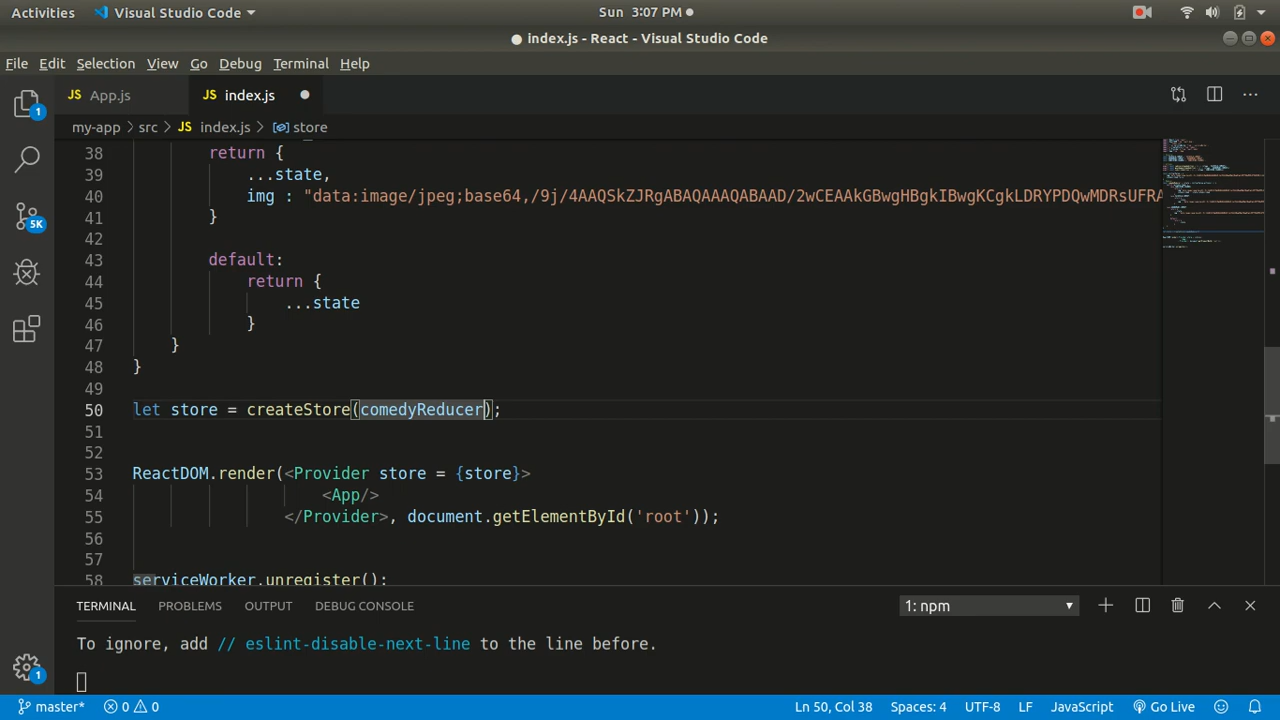 Activities Visual Studio Code Sun 3:07 PM
● index.js - React - Visual Studio Code
File Edit Selection View Go Debug Terminal Help
1 JS App.js JS index.js
my-app > src > JS index.js > store
38 return {
39 ...state,
40 img : "data:image/jpeg;base64,/9j/4AAQSkZJRgABAQAAAQABAAD/2wCEAAkGBwgHBgkIBwgKCgkLDRYPDQwMDRsUFRA
41 }
42
43 default:
44 return {
45 ...state
46 }
47 }
48 }
49
50 let store = createStore(comedyReducer);
51
52
53 ReactDOM.render(<Provider store = {store}>
54 <App/>
55 </Provider>, document.getElementById('root'));
56
57
58 serviceWorker.unregister();
5K
TERMINAL PROBLEMS OUTPUT DEBUG CONSOLE 1: npm
To ignore, add // eslint-disable-next-line to the line before.
1
master* 0 0 Ln 50, Col 38 Spaces: 4 UTF-8 LF JavaScript Go Live